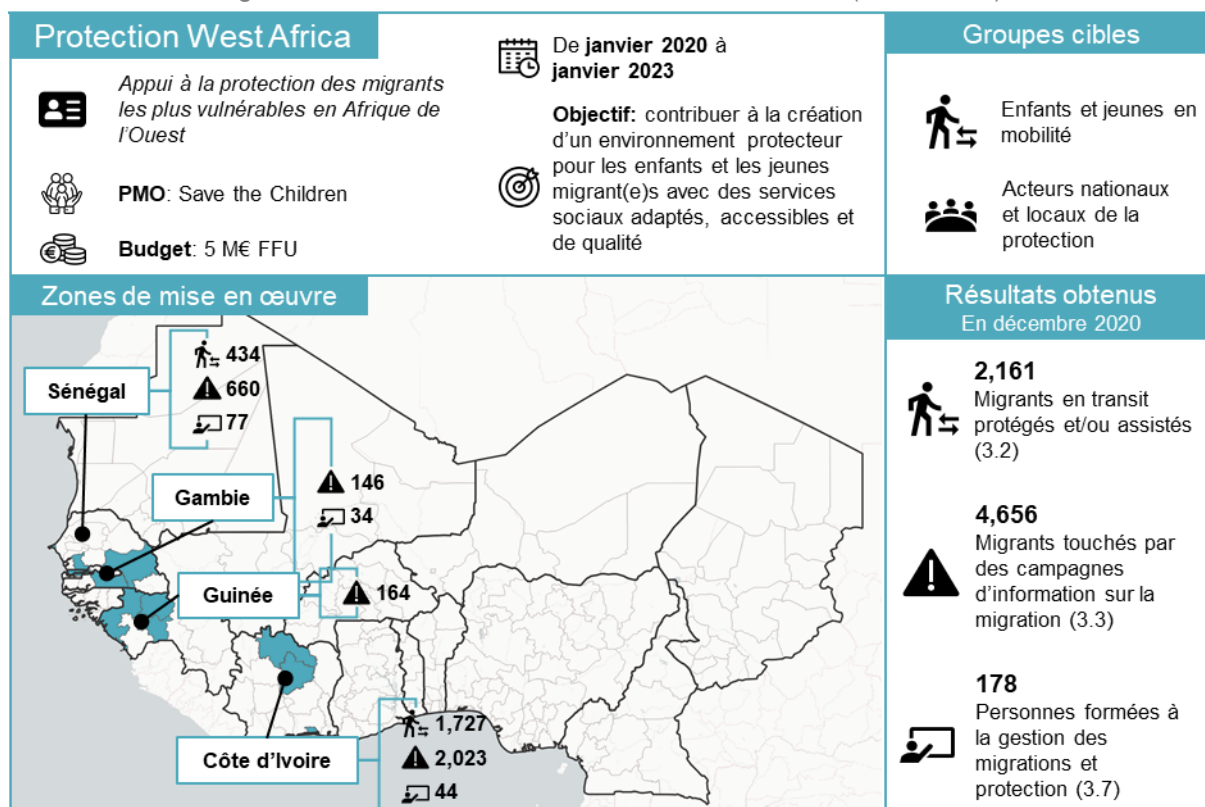 Protection West Africa
Appui à la protection des migrants
les plus vulnérables en Afrique de
l'Ouest
PMO: Save the Children
Budget: 5 M€ FFU
De janvier 2020 à
janvier 2023
Objectif: contribuer à la création
d'un environnement protecteur
pour les enfants et les jeunes
migrant(e)s avec des services
sociaux adaptés, accessibles et
de qualité
Groupes cibles
Enfants et jeunes en
mobilité
Acteurs nationaux
et locaux de la
protection
Zones de mise en œuvre
Sénégal
434
660
77
Gambie
146
34
Guinée
164
Côte d'Ivoire
1,727
2,023
44
Résultats obtenus
En décembre 2020
2,161
Migrants en transit
protégés et/ou assistés
(3.2)
4,656
Migrants touchés par
des campagnes
d'information sur la
migration (3.3)
178
Personnes formées à
la gestion des
migrations et
protection (3.7)